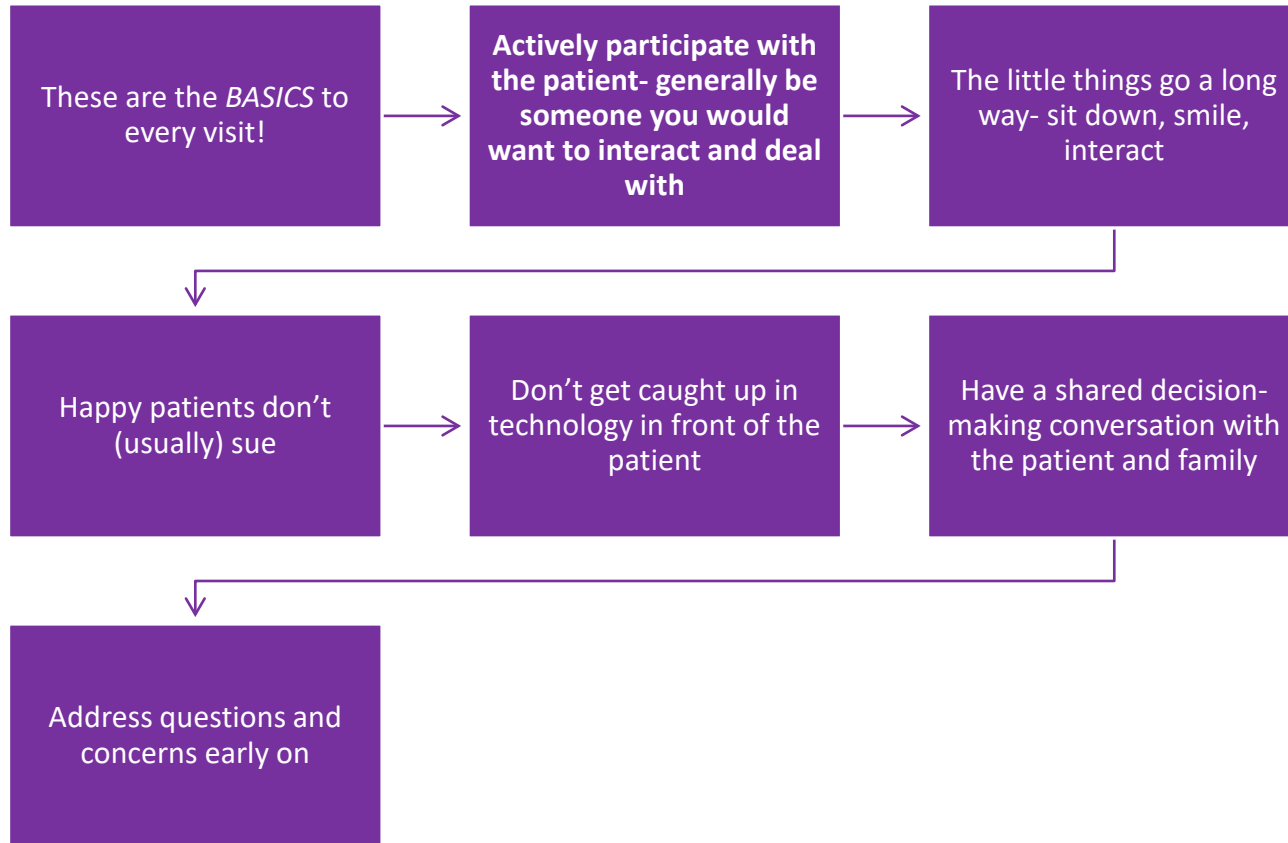 These are the BASICS to
every visit!
Actively participate with
the patient- generally be
someone you would
want to interact and deal
with
The little things go a long
way- sit down, smile,
interact
Happy patients don’t
(usually) sue
Don’t get caught up in
technology in front of the
patient
Have a shared decision-
making conversation with
the patient and family
Address questions and
concerns early on